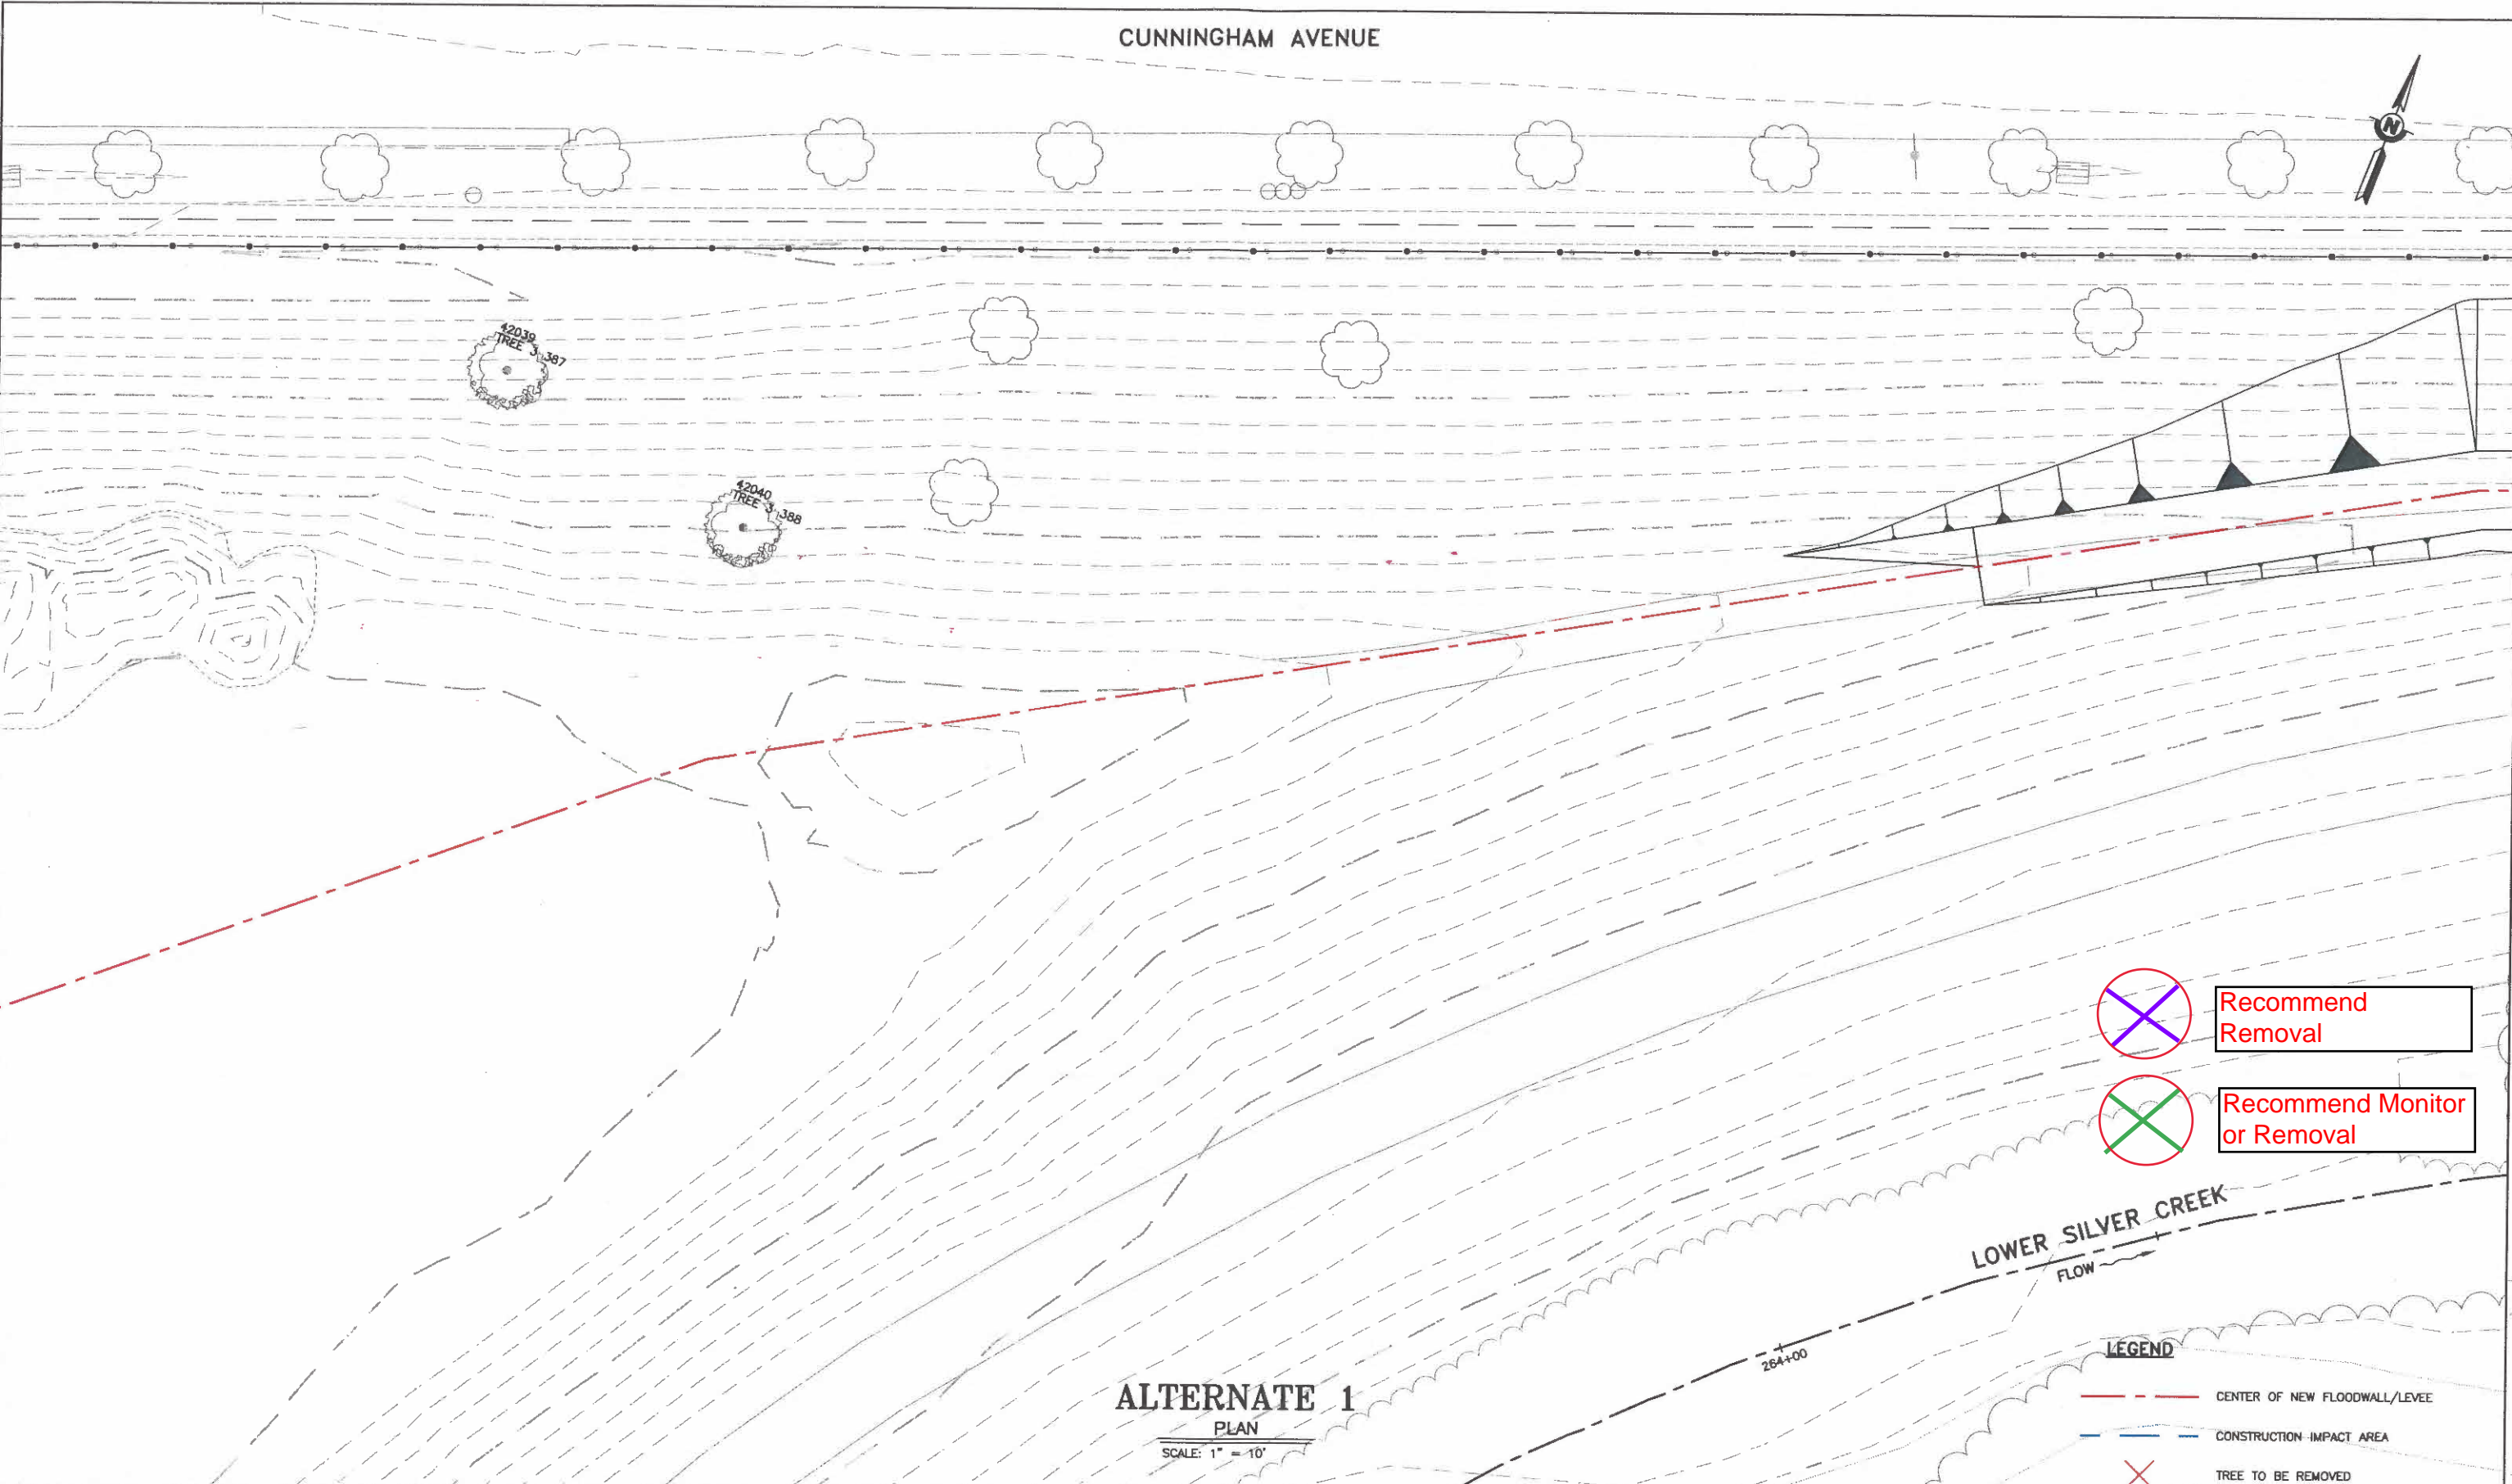 CUNNINGHAM AVENUE
N
42039
TREE 3,387
42040
TREE 3,388
Recommend
Removal
Recommend Monitor
or Removal
LOWER SILVER CREEK
FLOW
264+00
ALTERNATE 1
PLAN
SCALE: 1" = 10'
LEGEND
CENTER OF NEW FLOODWALL/LEVEE
CONSTRUCTION IMPACT AREA
TREE TO BE REMOVED